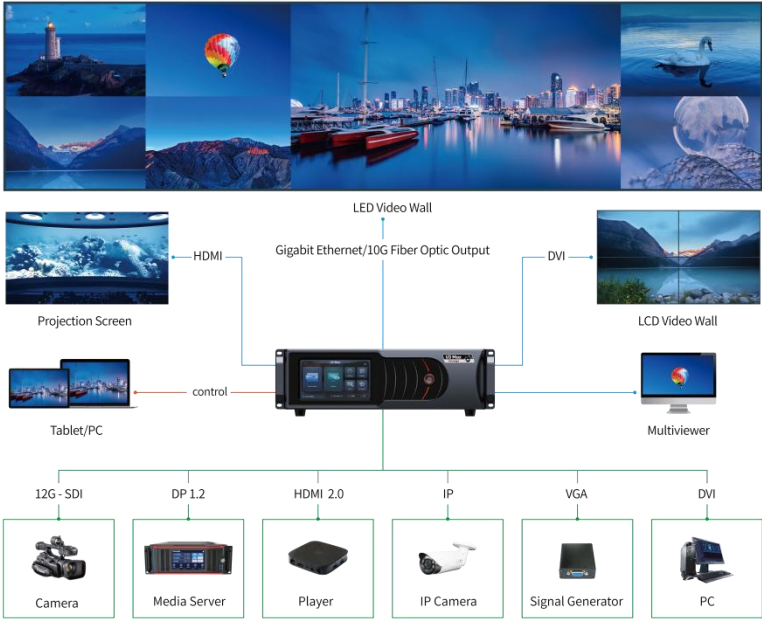 LED Video Wall
Gigabit Ethernet/10G Fiber Optic Output
HDMI
DVI
Projection Screen
LCD Video Wall
control
Tablet/PC
Multiviewer
12G - SDI
DP 1.2
HDMI 2.0
IP
VGA
DVI
Camera
Media Server
Player
IP Camera
Signal Generator
PC